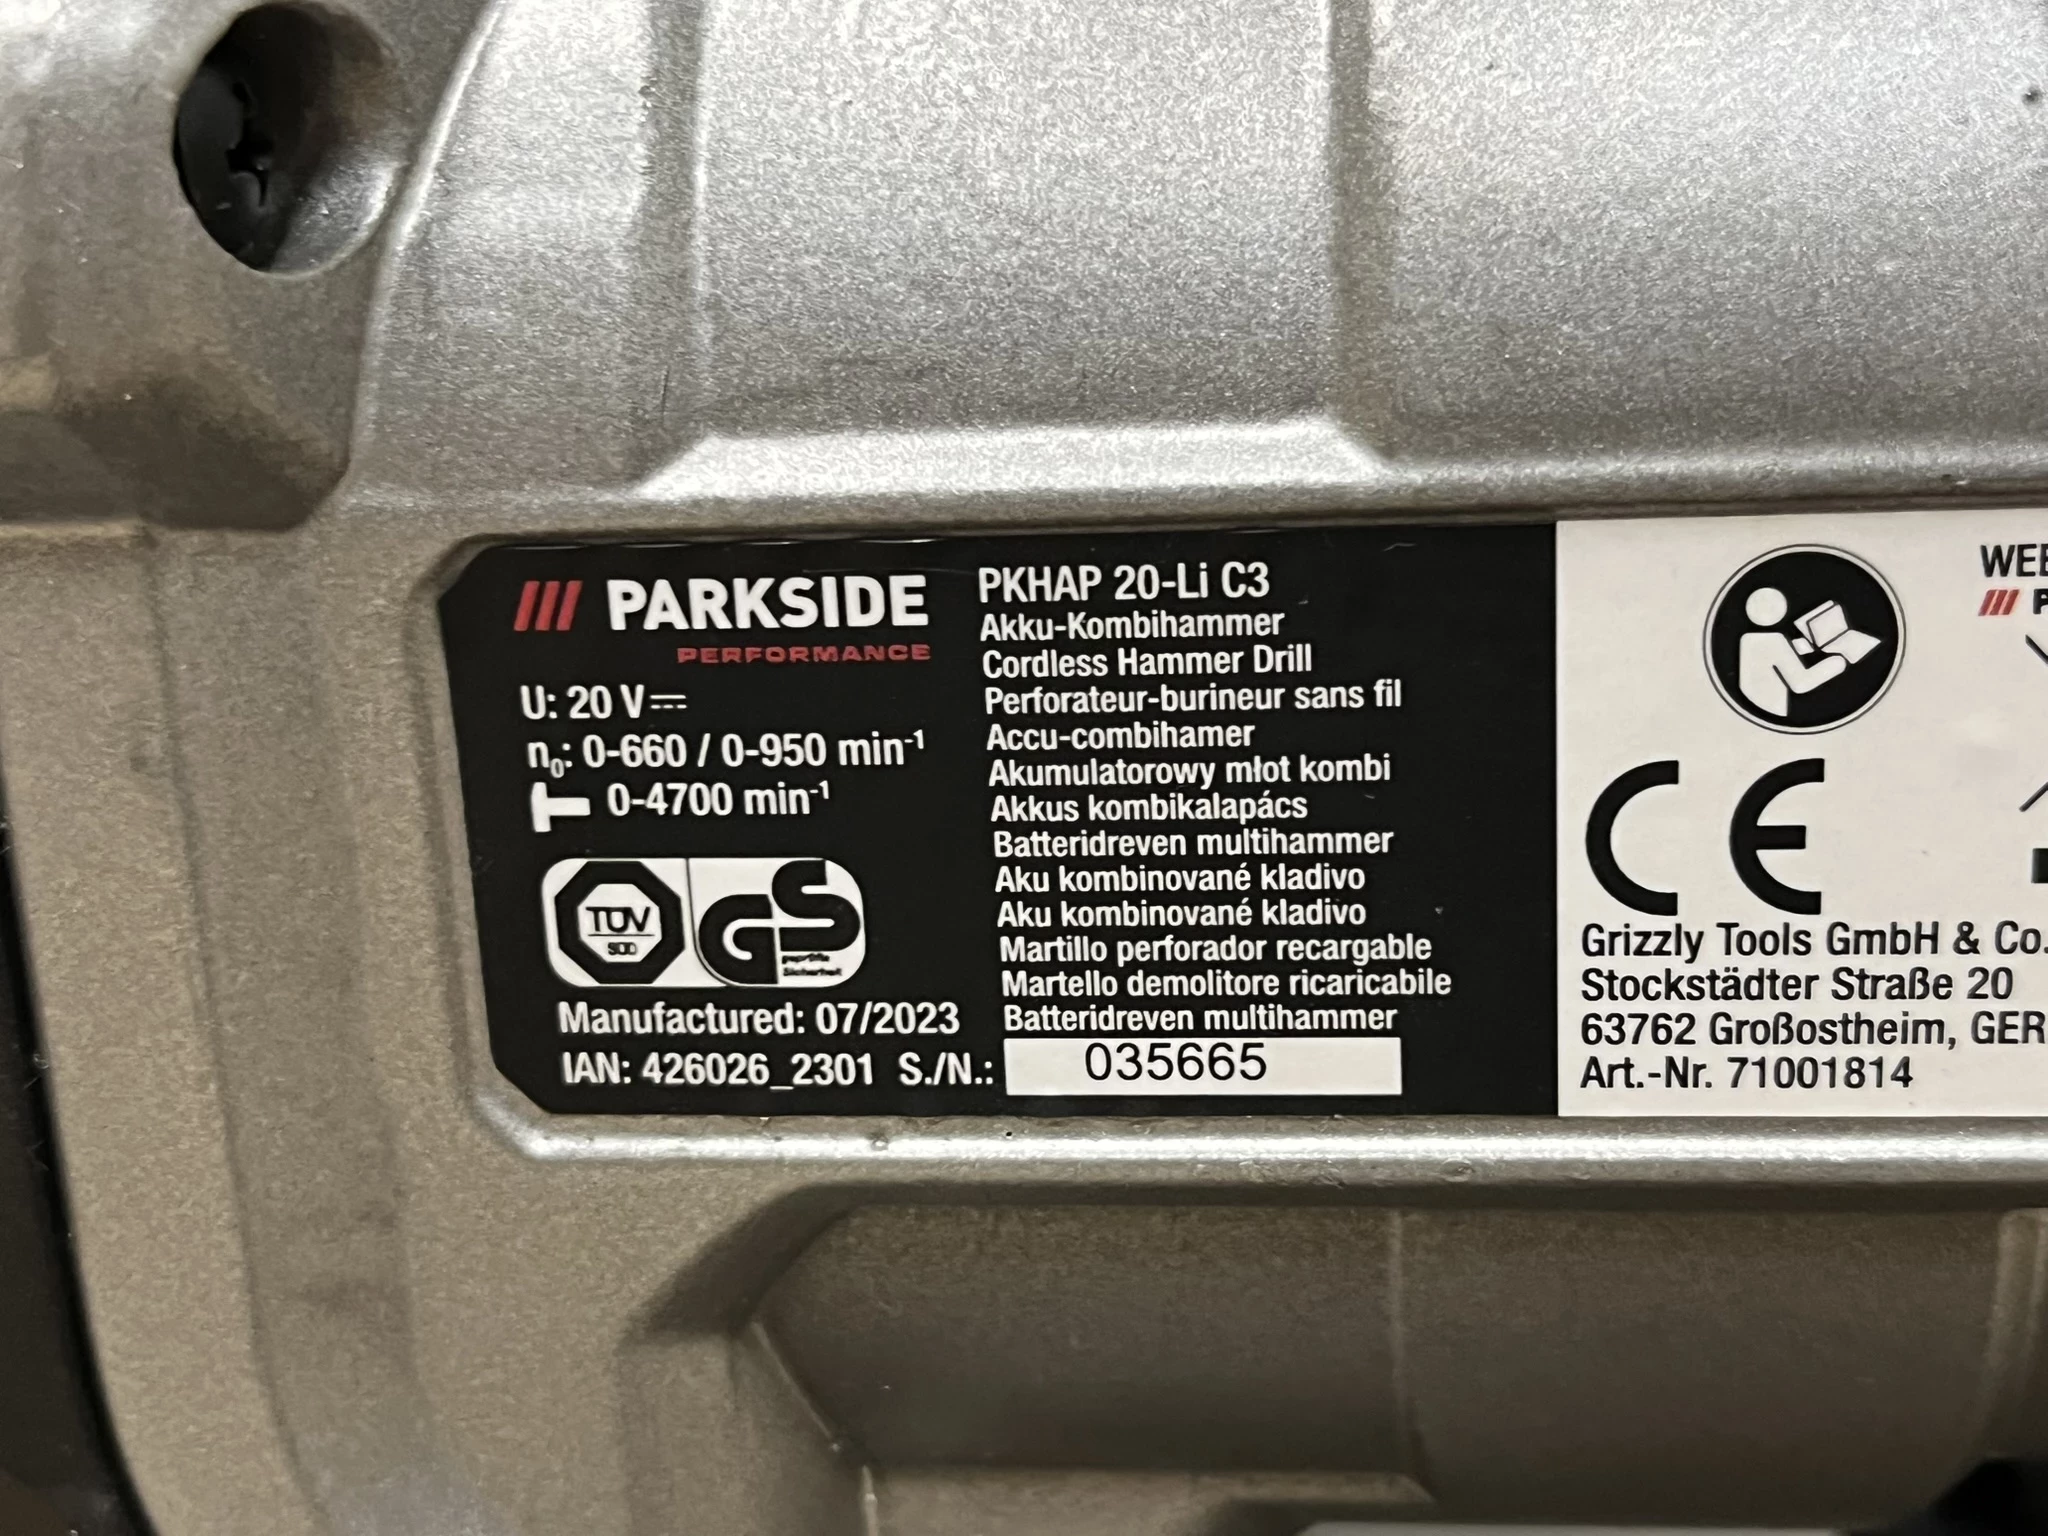 PARKSIDE
PERFORMANCE
U: 20 V
n₀: 0-660 / 0-950 min⁻¹
0-4700 min⁻¹
TÜV
SÜD
GS
geprüfte
Sicherheit
Manufactured: 07/2023
IAN: 426026_2301 S./N.: 035665
PKHAP 20-Li C3
Akku-Kombihammer
Cordless Hammer Drill
Perforateur-burineur sans fil
Accu-combihamer
Akumulatorowy młot kombi
Akkus kombikalapács
Batteridreven multihammer
Aku kombinované kladivo
Aku kombinované kladivo
Martillo perforador recargable
Martello demolitore ricaricabile
Batteridreven multihammer
CE
Grizzly Tools GmbH & Co.
Stockstädter Straße 20
63762 Großostheim, GER
Art.-Nr. 71001814